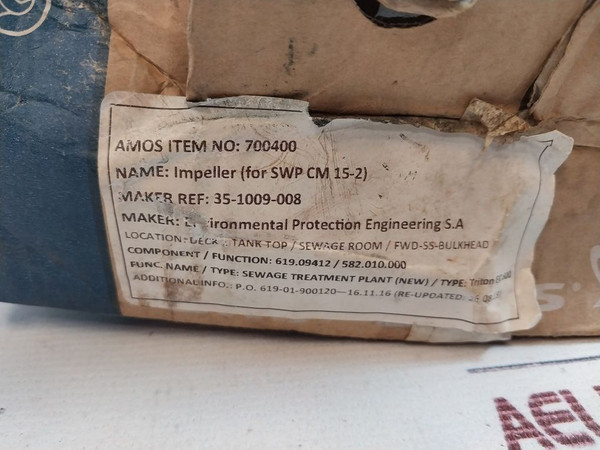 AMOS ITEM NO: 700400
NAME: Impeller (for SWP CM 15-2)
MAKER REF: 35-1009-008
MAKER: Environmental Protection Engineering S.A
LOCATION: DECK TANK TOP / SEWAGE ROOM / FWD-SS-BULKHEAD
COMPONENT / FUNCTION: 619.09412 / 582.010.000
FUNC. NAME / TYPE: SEWAGE TREATMENT PLANT (NEW) / TYPE: Triton
ADDITIONAL INFO.: P.O. 619-01-900120—16.11.16 (RE-UPDATED:
S.